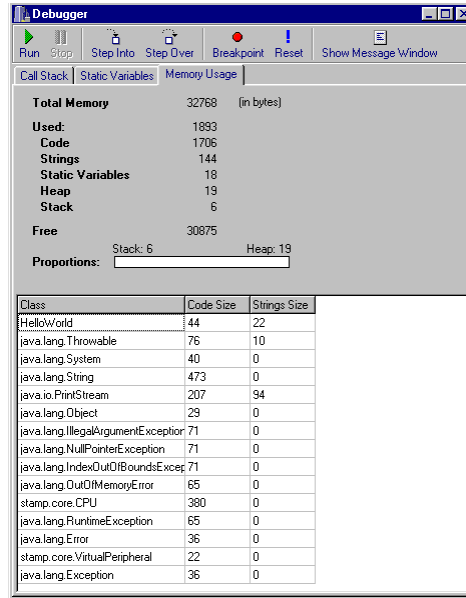 Debugger
Run Stop Step Into Step Over Breakpoint Reset Show Message Window
Call Stack Static Variables Memory Usage
Total Memory 32768 (in bytes)
Used: 1893
Code 1706
Strings 144
Static Variables 18
Heap 19
Stack 6
Free 30875
Stack: 6 Heap: 19
Proportions:
Class Code Size Strings Size
HelloWorld 44 22
java.lang.Throwable 76 10
java.lang.System 40 0
java.lang.String 473 0
java.io.PrintStream 207 94
java.lang.Object 29 0
java.lang.IllegalArgumentException 71 0
java.lang.NullPointerException 71 0
java.lang.IndexOutOfBoundsExcep 71 0
java.lang.OutOfMemoryError 65 0
stamp.core.CPU 380 0
java.lang.RuntimeException 65 0
java.lang.Error 36 0
stamp.core.VirtualPeripheral 22 0
java.lang.Exception 36 0